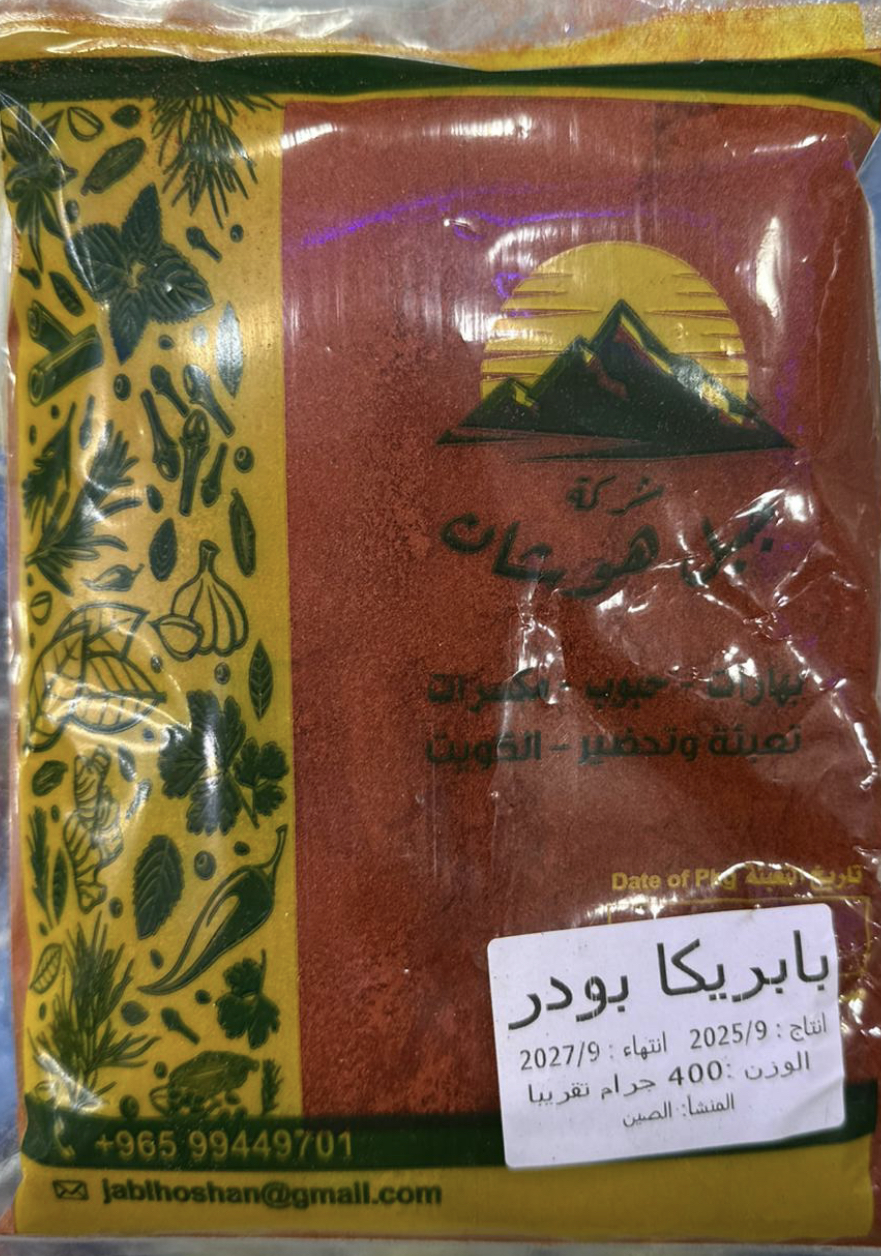 شركة
جبل هوشان
بهارات - حبوب - مكسرات
تعبئة وتحضير - الكويت
Date of Pkg تاريخ التعبئة
بابريكا بودر
انتاج : 2025/9 انتهاء : 2027/9
الوزن :400 جرام تقريبا
المنشا: الصين
+965 99449701
jablhoshan@gmail.com